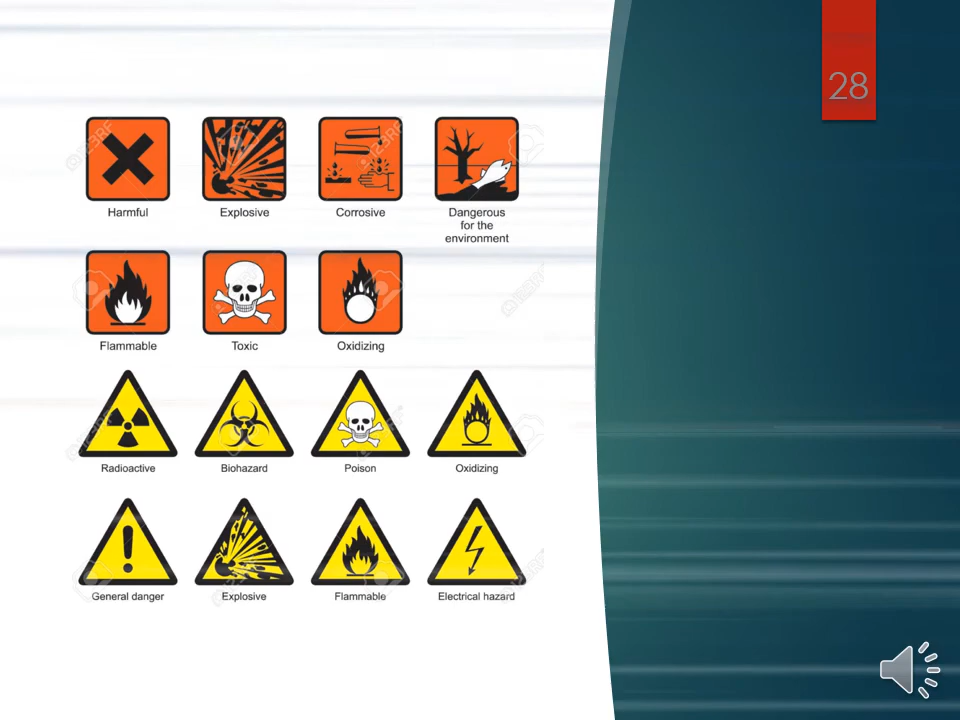 28
Harmful
Explosive
Corrosive
Dangerous
for the
environment
Flammable
Toxic
Oxidizing
Radioactive
Biohazard
Poison
Oxidizing
General danger
Explosive
Flammable
Electrical hazard